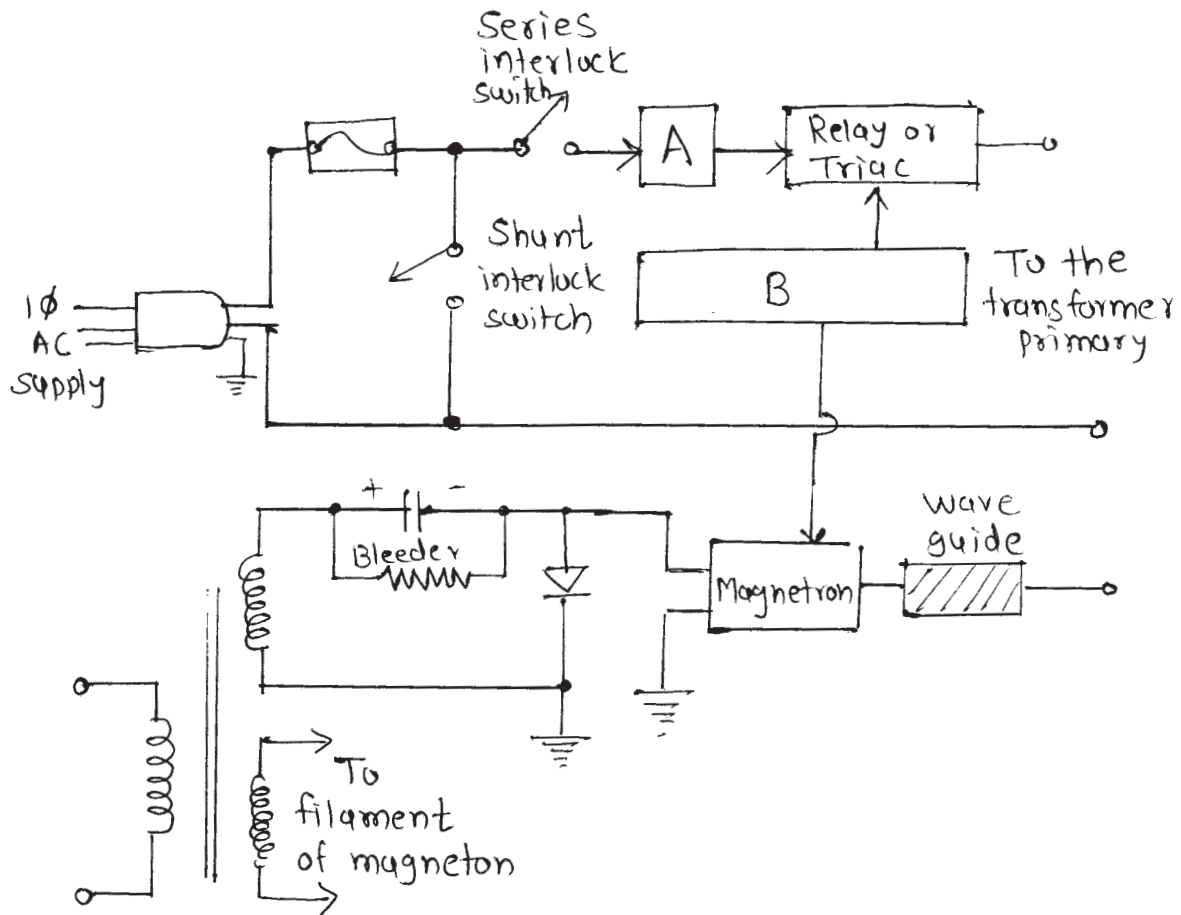 Series
interlock
switch
A
Relay or
Triac
Shunt
interlock
switch
B
To the
transformer
primary
1φ
AC
supply
+ -
Bleeder
Magnetron
wave
guide
To
filament
of magneton